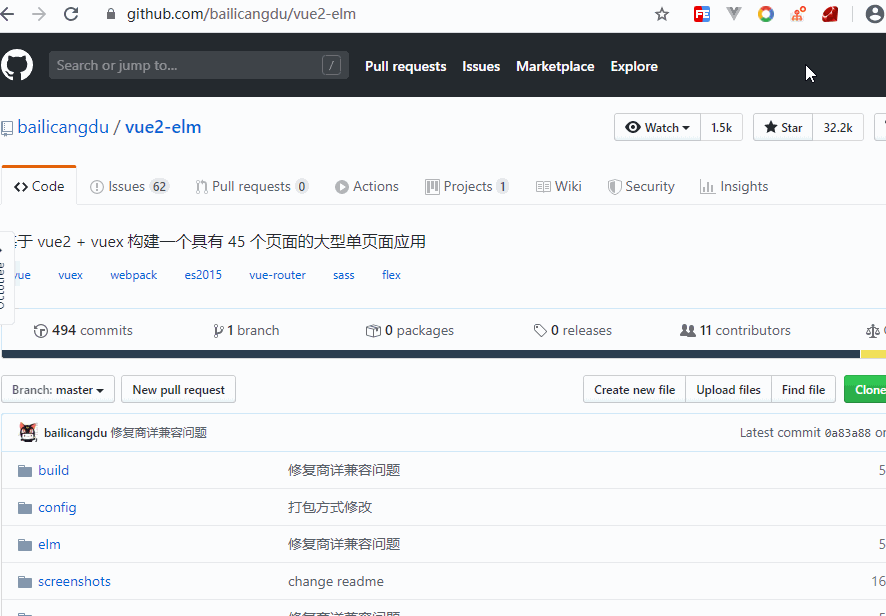 github.com/bailicangdu/vue2-elm
FE
Search or jump to... / Pull requests Issues Marketplace Explore
bailicangdu / vue2-elm Watch 1.5k Star 32.2k
Code Issues 62 Pull requests 0 Actions Projects 1 Wiki Security Insights
于 vue2 + vuex 构建一个具有 45 个页面的大型单页面应用
vue vuex webpack es2015 vue-router sass flex
Octotree
494 commits 1 branch 0 packages 0 releases 11 contributors
Branch: master New pull request Create new file Upload files Find file Clone
bailicangdu 修复商详兼容问题 Latest commit 0a83a88 on
build 修复商详兼容问题 5
config 打包方式修改
elm 修复商详兼容问题 5
screenshots change readme 16